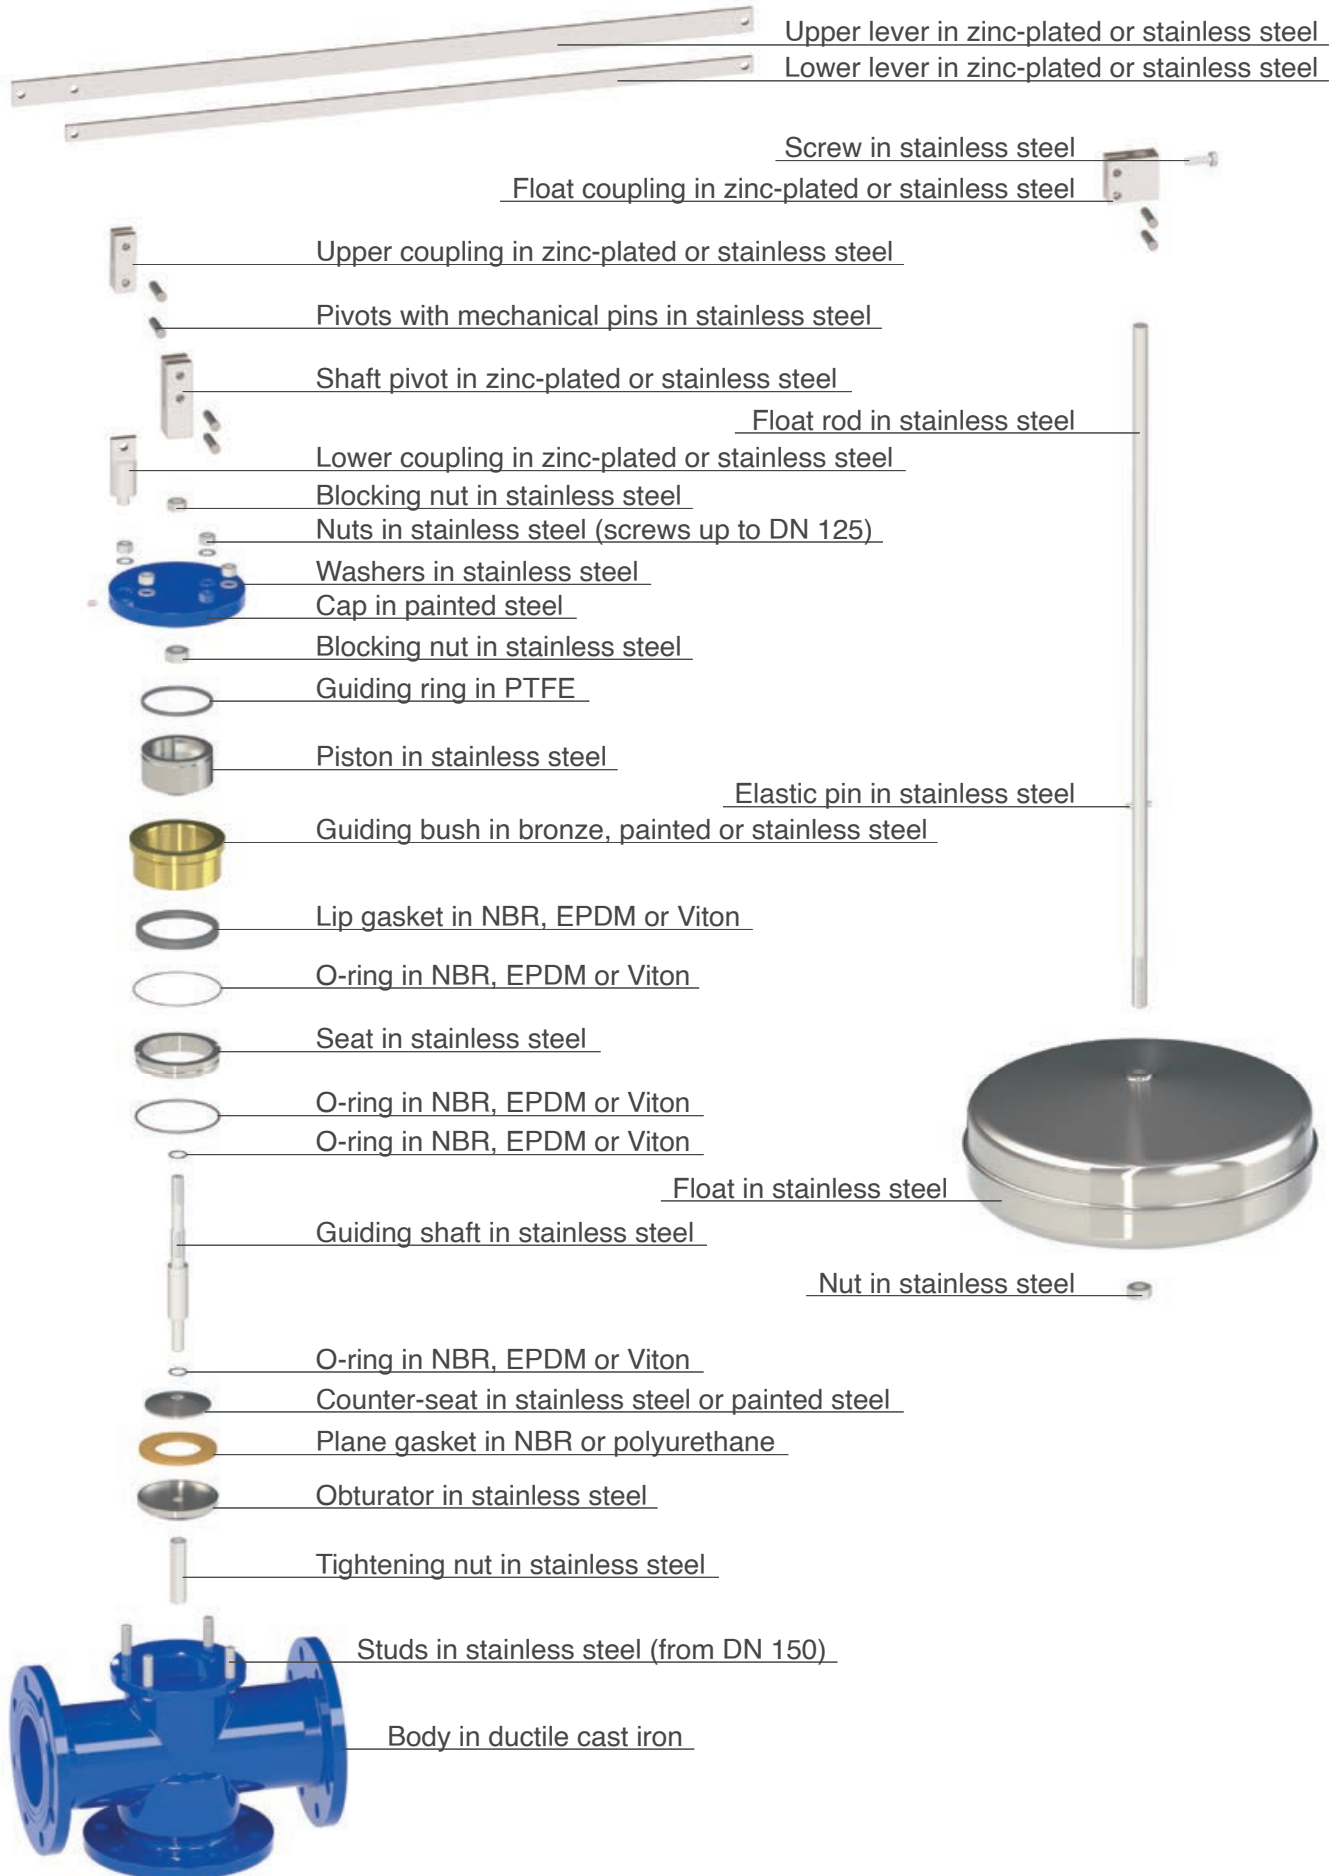 Upper lever in zinc-plated or stainless steel
Lower lever in zinc-plated or stainless steel
Screw in stainless steel
Float coupling in zinc-plated or stainless steel
Upper coupling in zinc-plated or stainless steel
Pivots with mechanical pins in stainless steel
Shaft pivot in zinc-plated or stainless steel
Float rod in stainless steel
Lower coupling in zinc-plated or stainless steel
Blocking nut in stainless steel
Nuts in stainless steel (screws up to DN 125)
Washers in stainless steel
Cap in painted steel
Blocking nut in stainless steel
Guiding ring in PTFE
Piston in stainless steel
Elastic pin in stainless steel
Guiding bush in bronze, painted or stainless steel
Lip gasket in NBR, EPDM or Viton
O-ring in NBR, EPDM or Viton
Seat in stainless steel
O-ring in NBR, EPDM or Viton
O-ring in NBR, EPDM or Viton
Float in stainless steel
Guiding shaft in stainless steel
Nut in stainless steel
O-ring in NBR, EPDM or Viton
Counter-seat in stainless steel or painted steel
Plane gasket in NBR or polyurethane
Obturator in stainless steel
Tightening nut in stainless steel
Studs in stainless steel (from DN 150)
Body in ductile cast iron